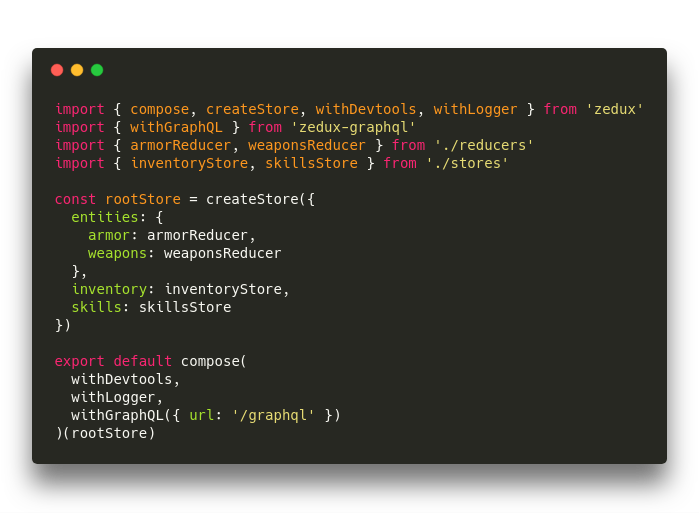 import { compose, createStore, withDevtools, withLogger } from 'zedux'
import { withGraphQL } from 'zedux-graphql'
import { armorReducer, weaponsReducer } from './reducers'
import { inventoryStore, skillsStore } from './stores'

const rootStore = createStore({
  entities: {
    armor: armorReducer,
    weapons: weaponsReducer
  },
  inventory: inventoryStore,
  skills: skillsStore
})

export default compose(
  withDevtools,
  withLogger,
  withGraphQL({ url: '/graphql' })
)(rootStore)